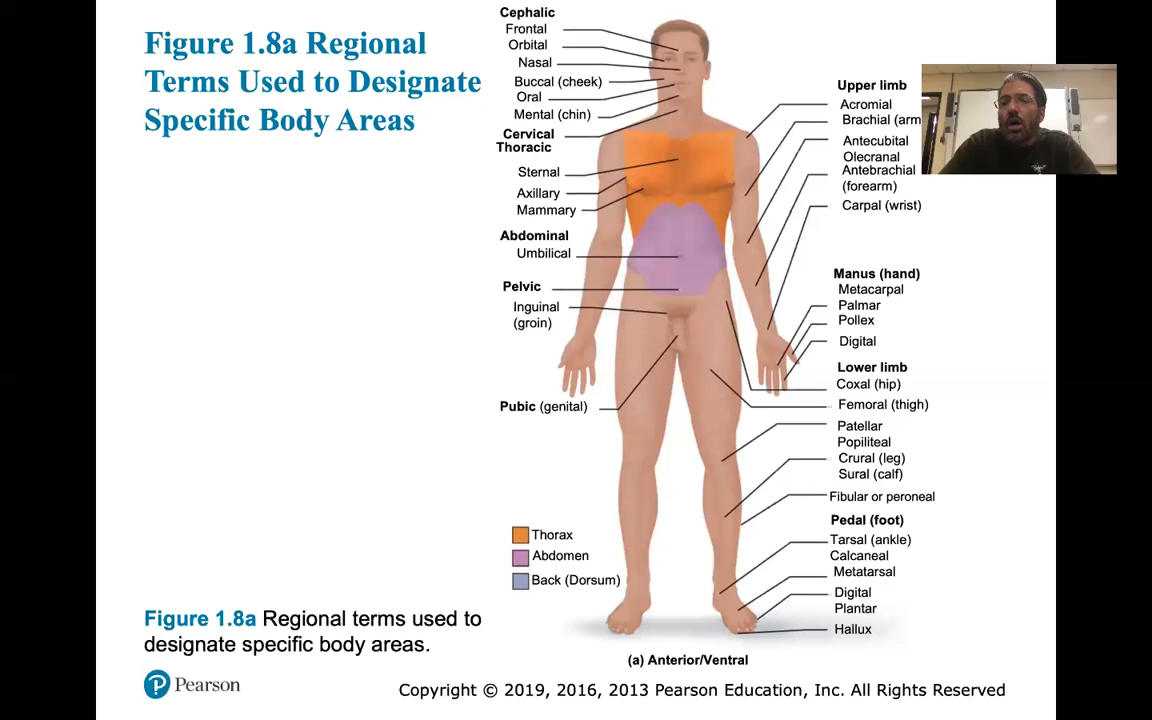 Figure 1.8a Regional
Terms Used to Designate
Specific Body Areas
Cephalic
Frontal
Orbital
Nasal
Buccal (cheek)
Oral
Mental (chin)
Cervical
Thoracic
Sternal
Axillary
Mammary
Abdominal
Umbilical
Pelvic
Inguinal
(groin)
Pubic (genital)
Thorax
Abdomen
Back (Dorsum)
Upper limb
Acromial
Brachial (arm
Antecubital
Olecranal
Antebrachial
(forearm)
Carpal (wrist)
Manus (hand)
Metacarpal
Palmar
Pollex
Digital
Lower limb
Coxal (hip)
Femoral (thigh)
Patellar
Popiliteal
Crural (leg)
Sural (calf)
Fibular or peroneal
Pedal (foot)
Tarsal (ankle)
Calcaneal
Metatarsal
Digital
Plantar
Hallux
(a) Anterior/Ventral
Figure 1.8a Regional terms used to
designate specific body areas.
P Pearson
Copyright © 2019, 2016, 2013 Pearson Education, Inc. All Rights Reserved